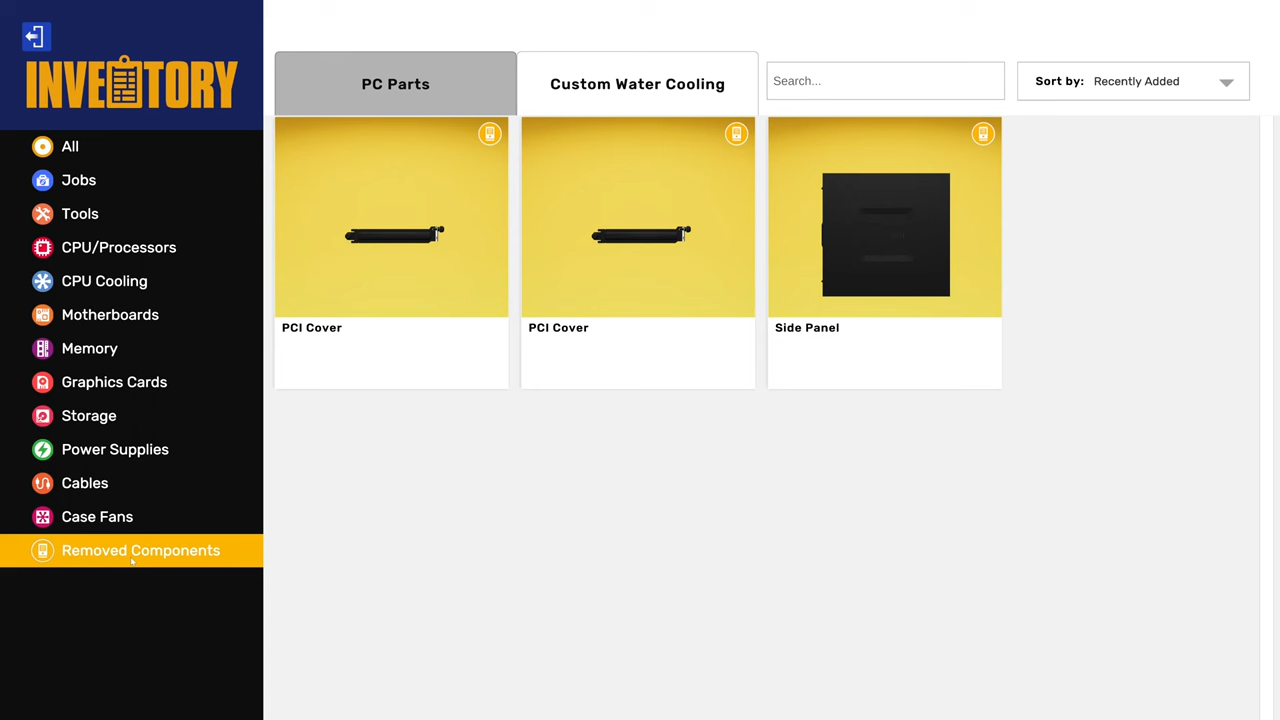 INVENTORY
PC Parts
Custom Water Cooling
Search...
Sort by: Recently Added
All
Jobs
Tools
CPU/Processors
CPU Cooling
Motherboards
Memory
Graphics Cards
Storage
Power Supplies
Cables
Case Fans
Removed Components
PCI Cover
PCI Cover
Side Panel